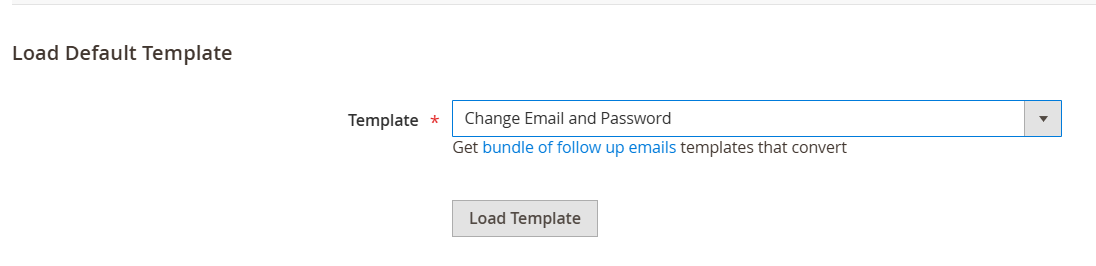 Load Default Template
Template *
Change Email and Password
Get bundle of follow up emails templates that convert
Load Template